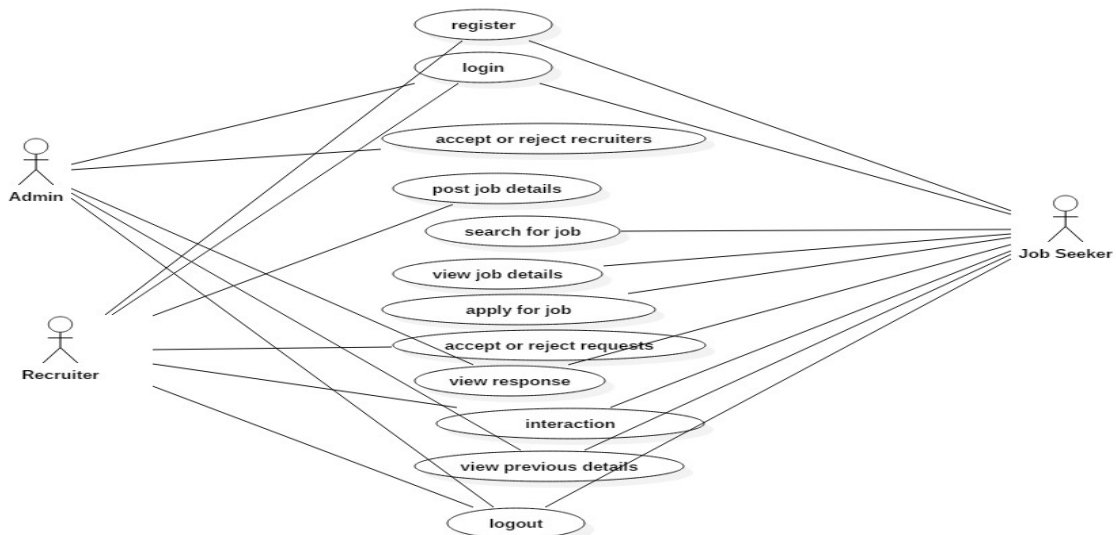 register
login
accept or reject recruiters
Admin
post job details
search for job
Job Seeker
view job details
apply for job
accept or reject requests
Recruiter
view response
interaction
view previous details
logout